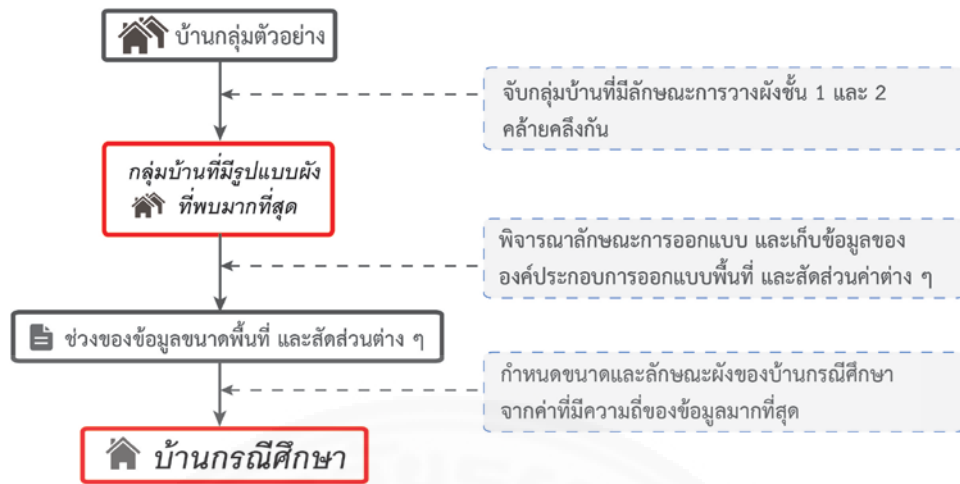 บ้านกลุ่มตัวอย่าง
จับกลุ่มบ้านที่มีลักษณะการวางผังชั้น 1 และ 2
คล้ายคลึงกัน
กลุ่มบ้านที่มีรูปแบบผัง
ที่พบมากที่สุด
พิจารณาลักษณะการออกแบบ และเก็บข้อมูลของ
องค์ประกอบการออกแบบพื้นที่ และสัดส่วนค่าต่าง ๆ
ช่วงของข้อมูลขนาดพื้นที่ และสัดส่วนต่าง ๆ
กำหนดขนาดและลักษณะผังของบ้านกรณีศึกษา
จากค่าที่มีความถี่ของข้อมูลมากที่สุด
บ้านกรณีศึกษา